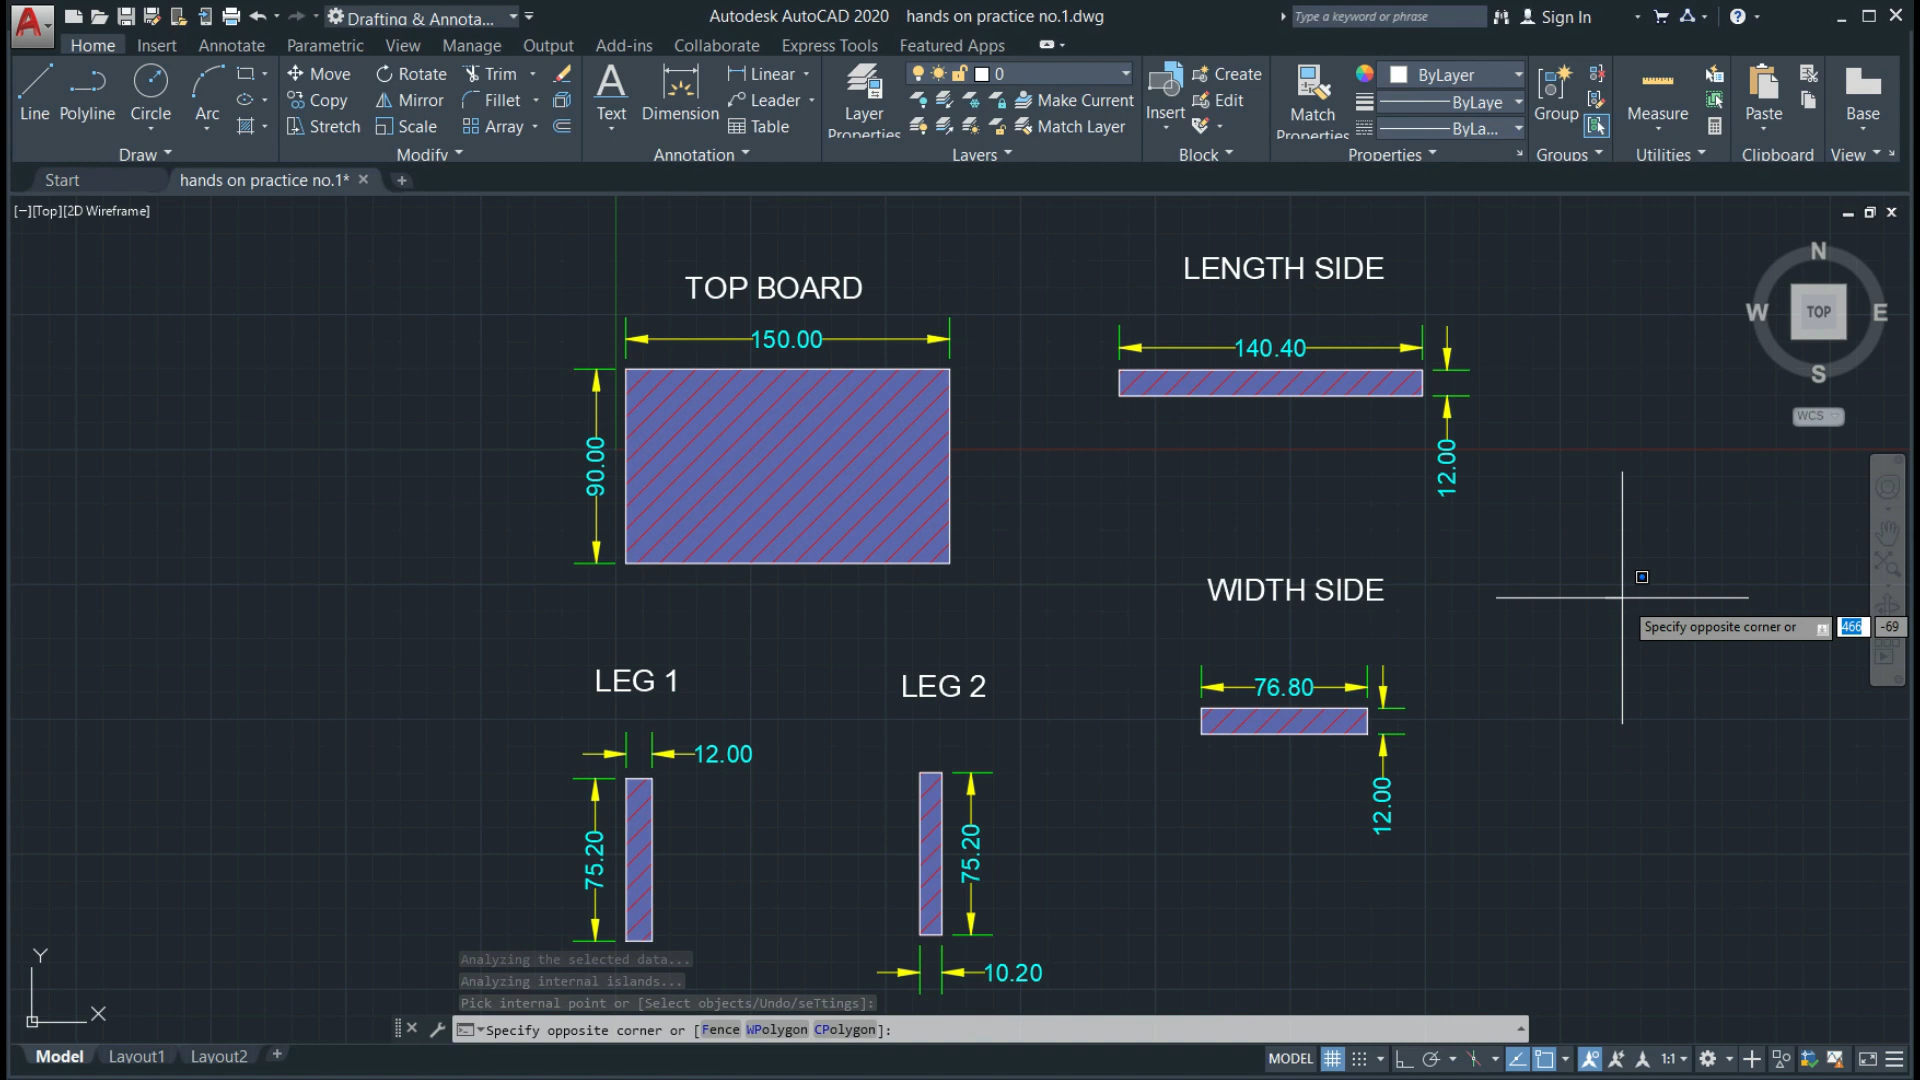 Drafting & Annota...
Autodesk AutoCAD 2020 hands on practice no.1.dwg
Type a keyword or phrase
Sign In
Home Insert Annotate Parametric View Manage Output Add-ins Collaborate Express Tools Featured Apps
Line Polyline Circle Arc
Move Rotate Trim
Copy Mirror Fillet
Stretch Scale Array
Text Dimension
Linear
Leader
Table
Layer
Properties
0
Make Current
Match Layer
Insert
Create
Edit
Match
Properties
ByLayer
ByLaye
ByLa...
Group
Measure
Paste
Base
Draw Modify Annotation Layers Block Properties Groups Utilities Clipboard View
Start hands on practice no.1*
[−][Top][2D Wireframe]
N
W TOP E
S
WCS
TOP BOARD
150.00
90.00
LENGTH SIDE
140.40
12.00
WIDTH SIDE
76.80
12.00
Specify opposite corner or 466 -69
LEG 1
12.00
75.20
LEG 2
75.20
10.20
Y
X
Analyzing the selected data...
Analyzing internal islands...
Pick internal point or [Select objects/Undo/seTtings]:
Specify opposite corner or [Fence WPolygon CPolygon]:
Model Layout1 Layout2
MODEL 1:1